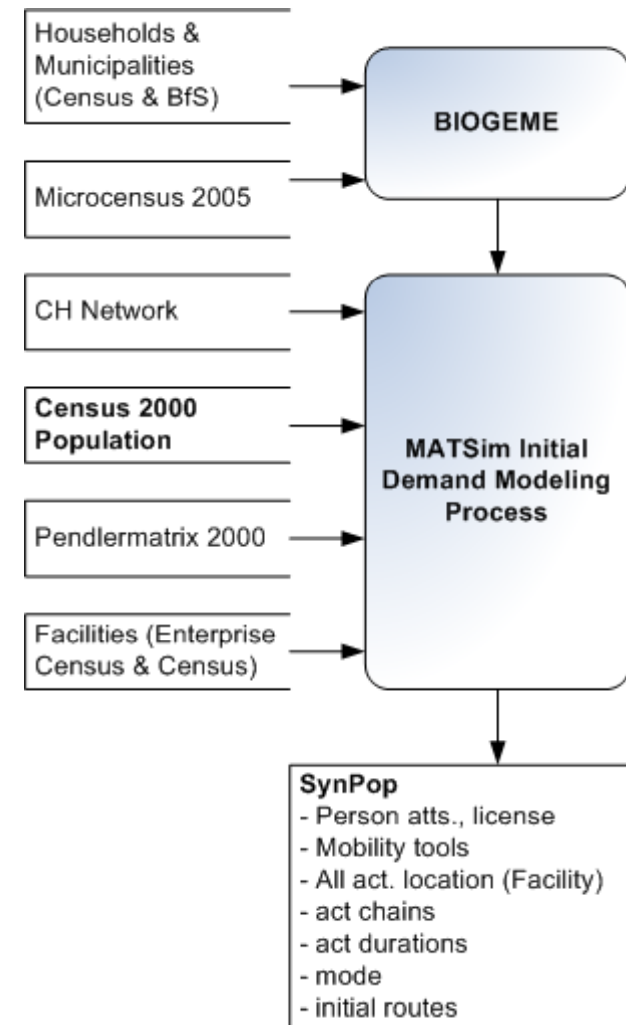 Households &
Municipalities
(Census & BfS)
BIOGEME
Microcensus 2005
CH Network
Census 2000
Population
MATSim Initial
Demand Modeling
Process
Pendlermatrix 2000
Facilities (Enterprise
Census & Census)
SynPop
- Person atts., license
- Mobility tools
- All act. location (Facility)
- act chains
- act durations
- mode
- initial routes